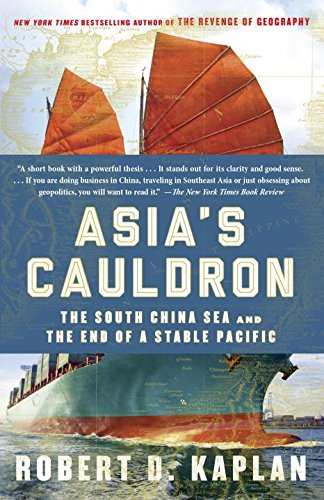 NEW YORK TIMES BESTSELLING AUTHOR OF THE REVENGE OF GEOGRAPHY
"A short book with a powerful thesis . . . It stands out for its clarity and good sense.
. . . If you are doing business in China, traveling in Southeast Asia or just obsessing about
geopolitics, you will want to read it." —The New York Times Book Review
ASIA'S
CAULDRON
THE SOUTH CHINA SEA AND
THE END OF A STABLE PACIFIC
ROBERT D. KAPLAN